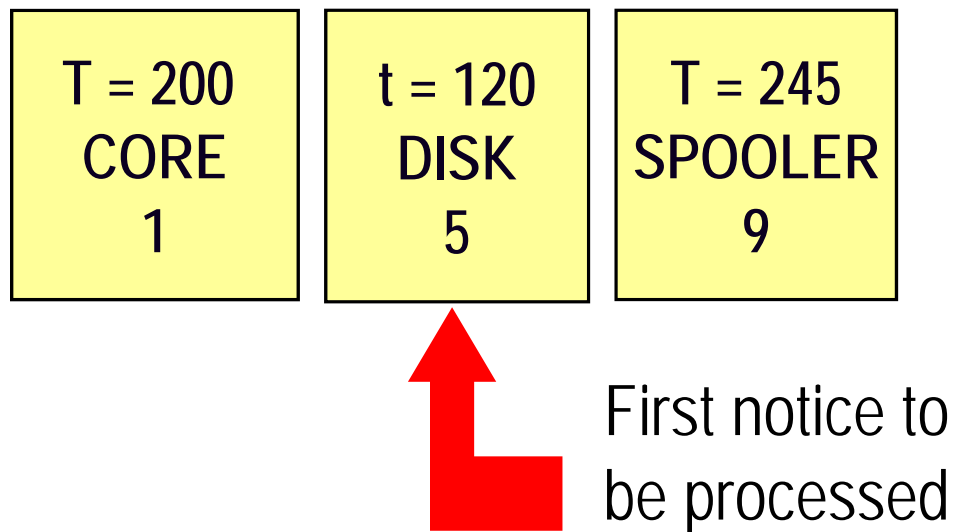 T = 200
CORE
1
t = 120
DISK
5
T = 245
SPOOLER
9
First notice to
be processed